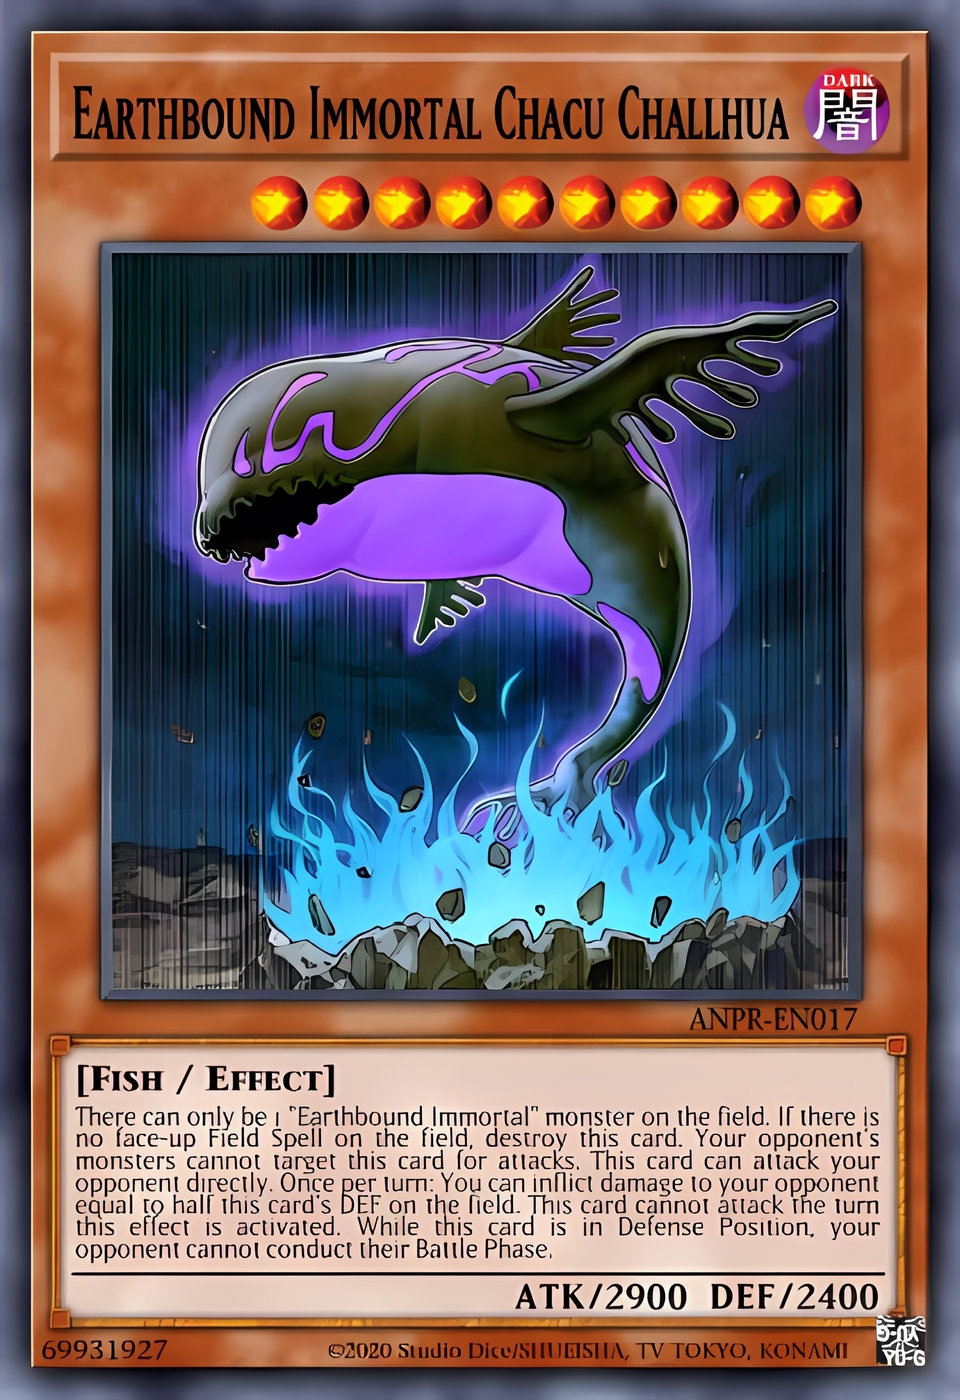 EARTHBOUND IMMORTAL CHACU CHALLHUA
DARK
闇
ANPR-EN017
[FISH / EFFECT]
There can only be 1 "Earthbound Immortal" monster on the field. If there is
no face-up Field Spell on the field, destroy this card. Your opponent's
monsters cannot target this card for attacks. This card can attack your
opponent directly. Once per turn: You can inflict damage to your opponent
equal to half this card's DEF on the field. This card cannot attack the turn
this effect is activated. While this card is in Defense Position, your
opponent cannot conduct their Battle Phase.
ATK/2900 DEF/2400
69931927
©2020 Studio Dice/SHUEISHA, TV TOKYO, KONAMI